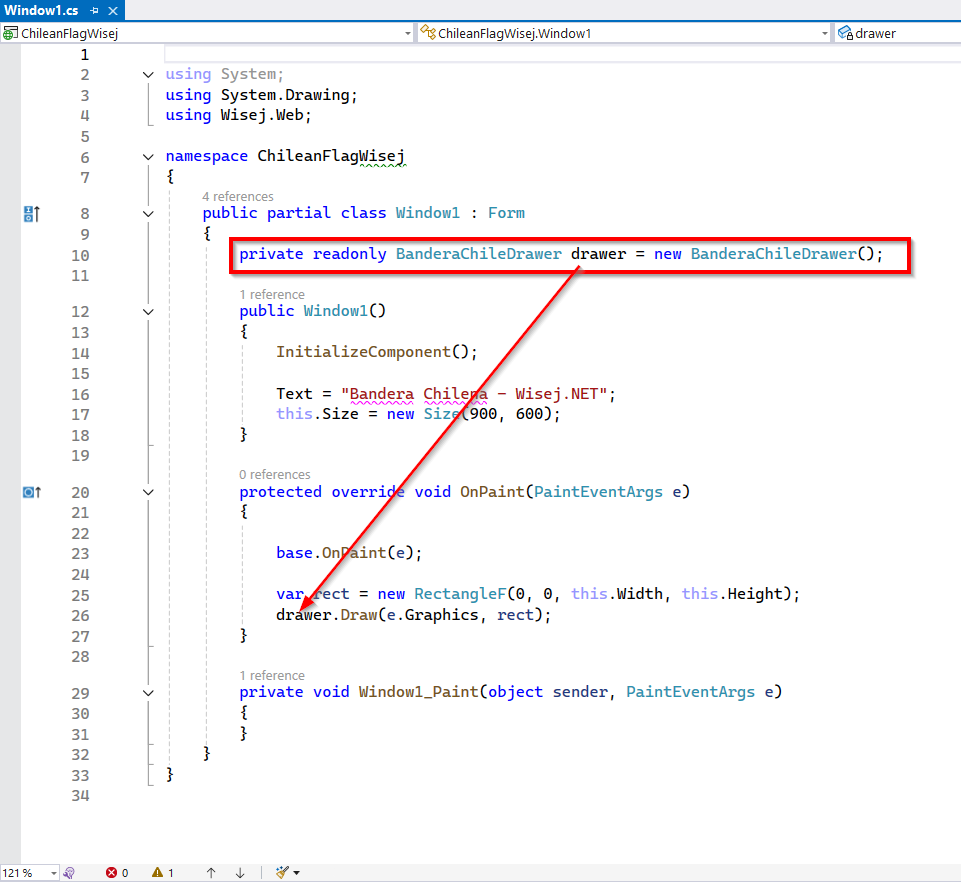 Window1.cs
ChileanFlagWisej ChileanFlagWisej.Window1 drawer
1
2 using System;
3 using System.Drawing;
4 using Wisej.Web;
5
6 namespace ChileanFlagWisej
7 {
4 references
8 public partial class Window1 : Form
9 {
10 private readonly BanderaChileDrawer drawer = new BanderaChileDrawer();
11
1 reference
12 public Window1()
13 {
14 InitializeComponent();
15
16 Text = "Bandera Chilena - Wisej.NET";
17 this.Size = new Size(900, 600);
18 }
19
0 references
20 protected override void OnPaint(PaintEventArgs e)
21 {
22
23 base.OnPaint(e);
24
25 var rect = new RectangleF(0, 0, this.Width, this.Height);
26 drawer.Draw(e.Graphics, rect);
27 }
28
1 reference
29 private void Window1_Paint(object sender, PaintEventArgs e)
30 {
31 }
32 }
33 }
34
121 % 0 1